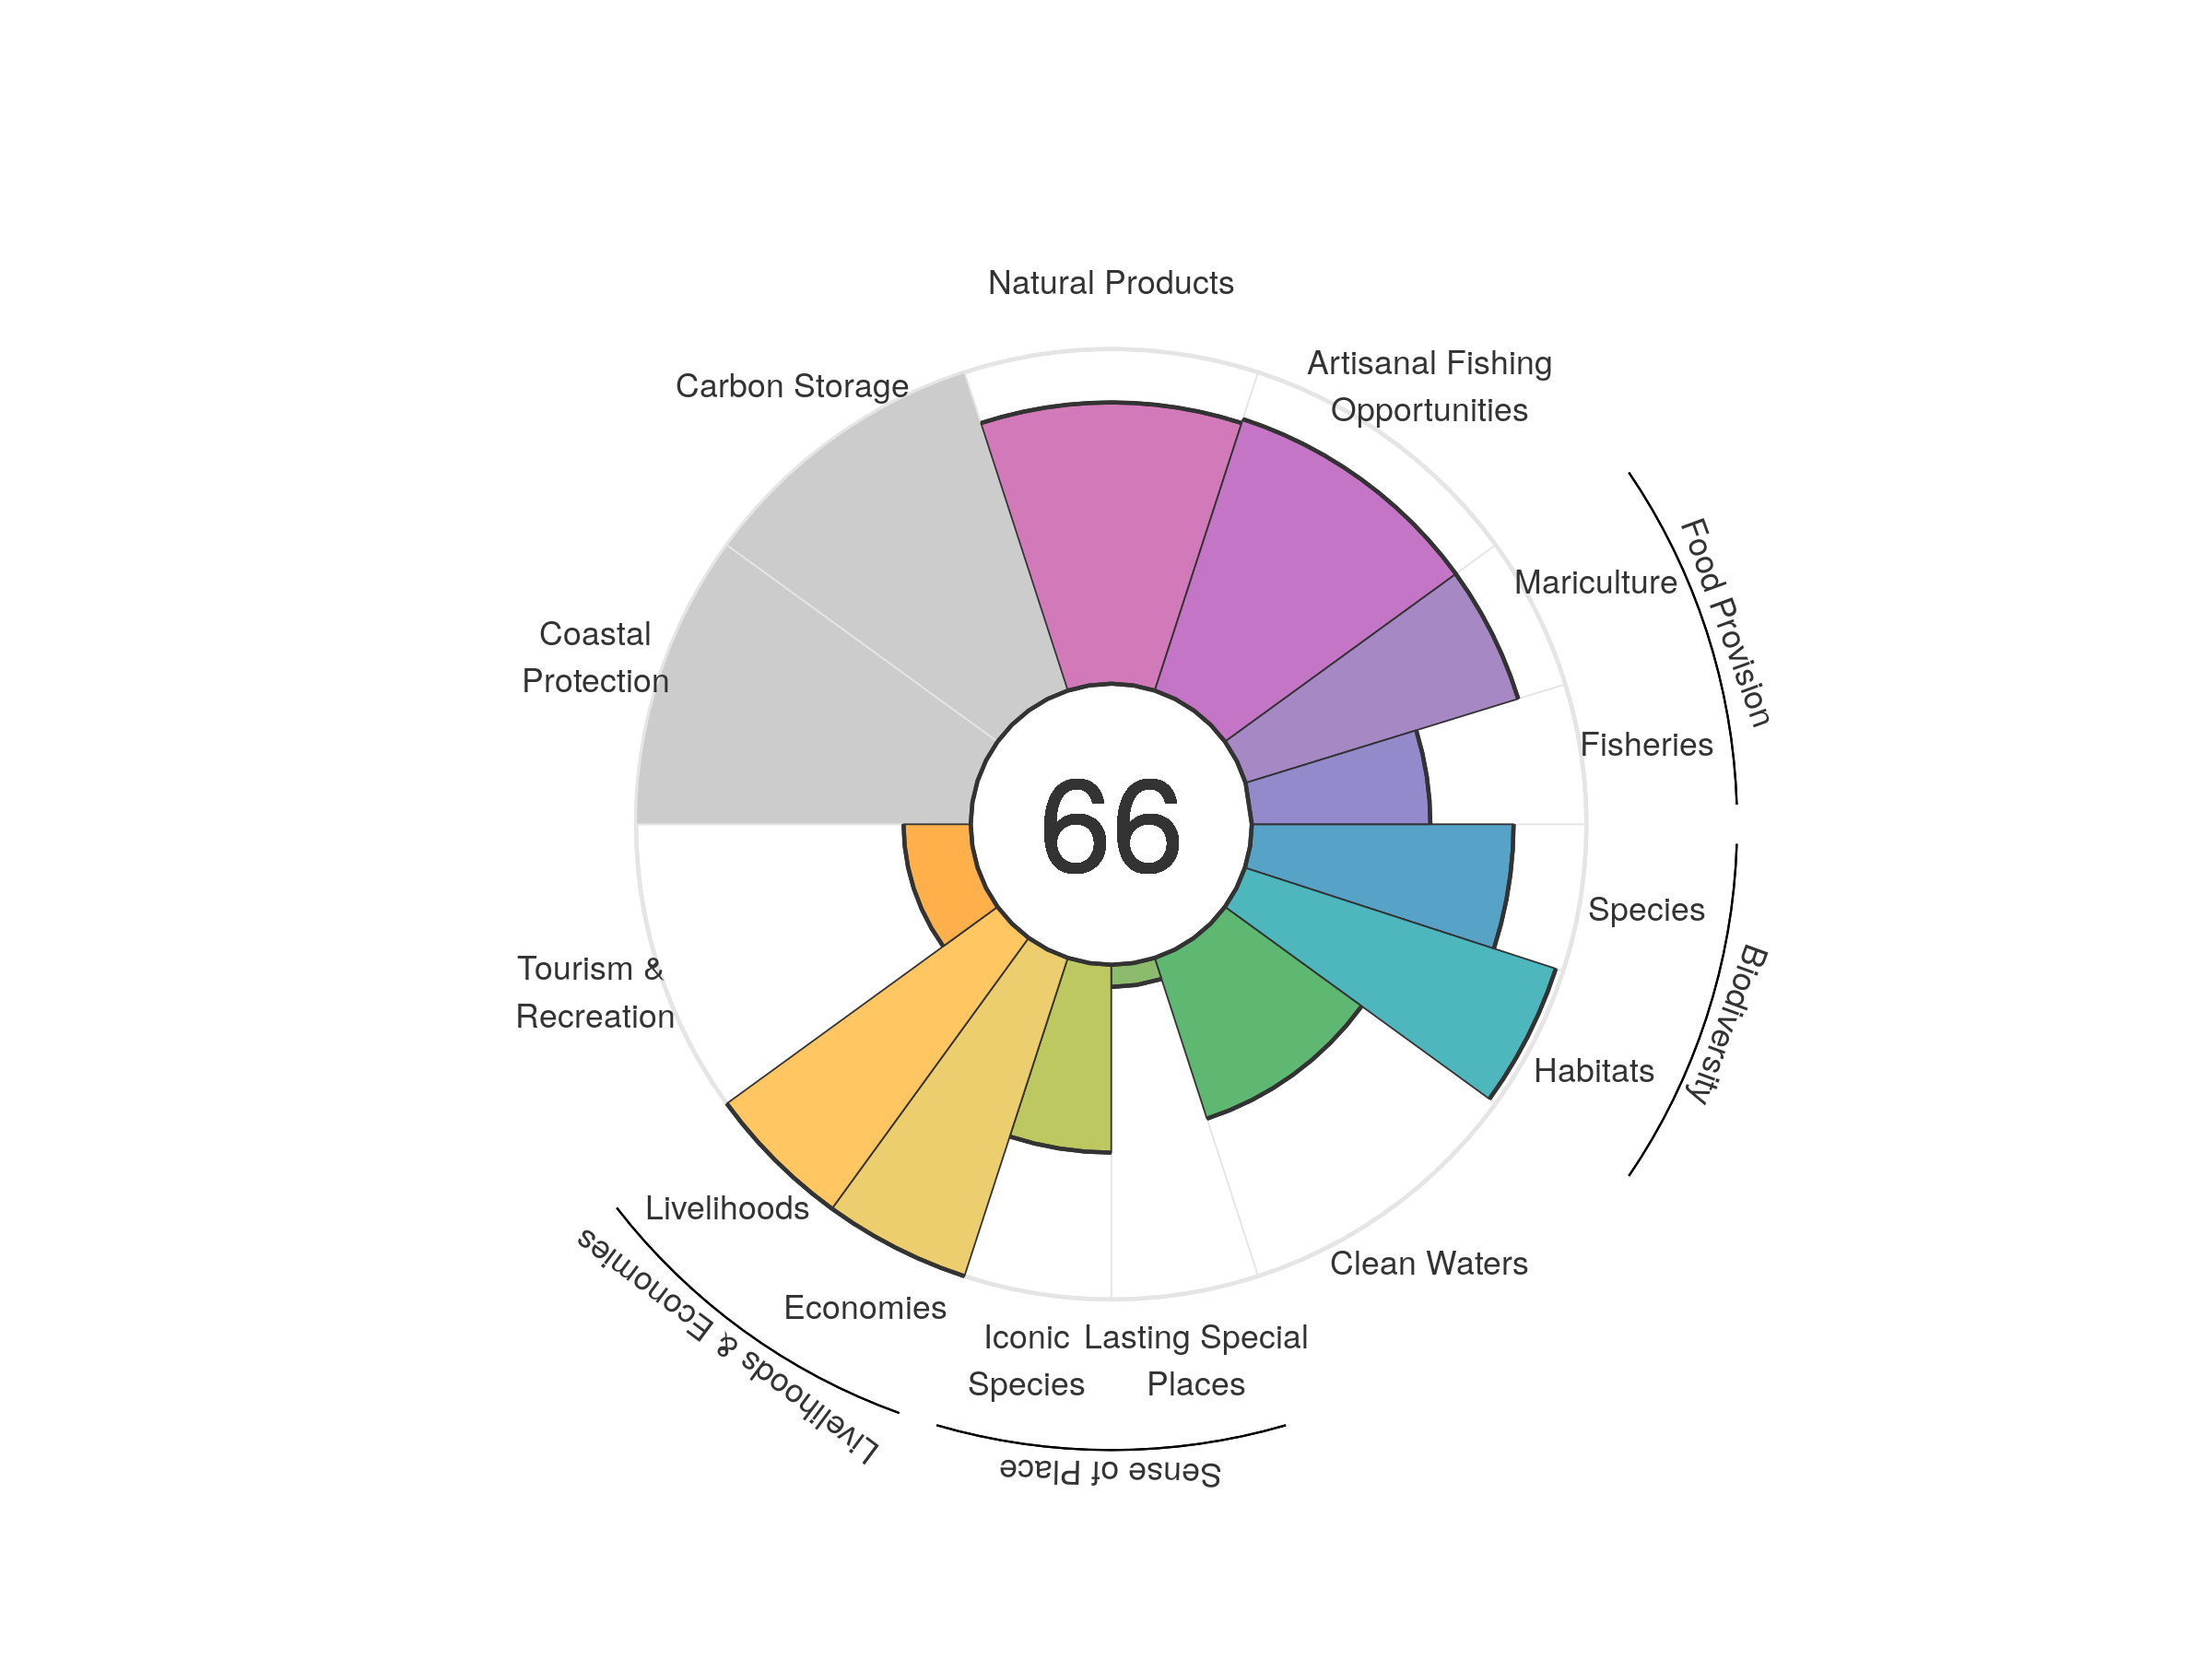 Natural Products
Artisanal Fishing
Opportunities
Carbon Storage
Mariculture
Food Provision
Coastal
Protection
Fisheries
66
Species
Biodiversity
Tourism &
Recreation
Habitats
Livelihoods
Livelihoods & Economies
Clean Waters
Economies
Iconic
Species
Lasting Special
Places
Sense of Place